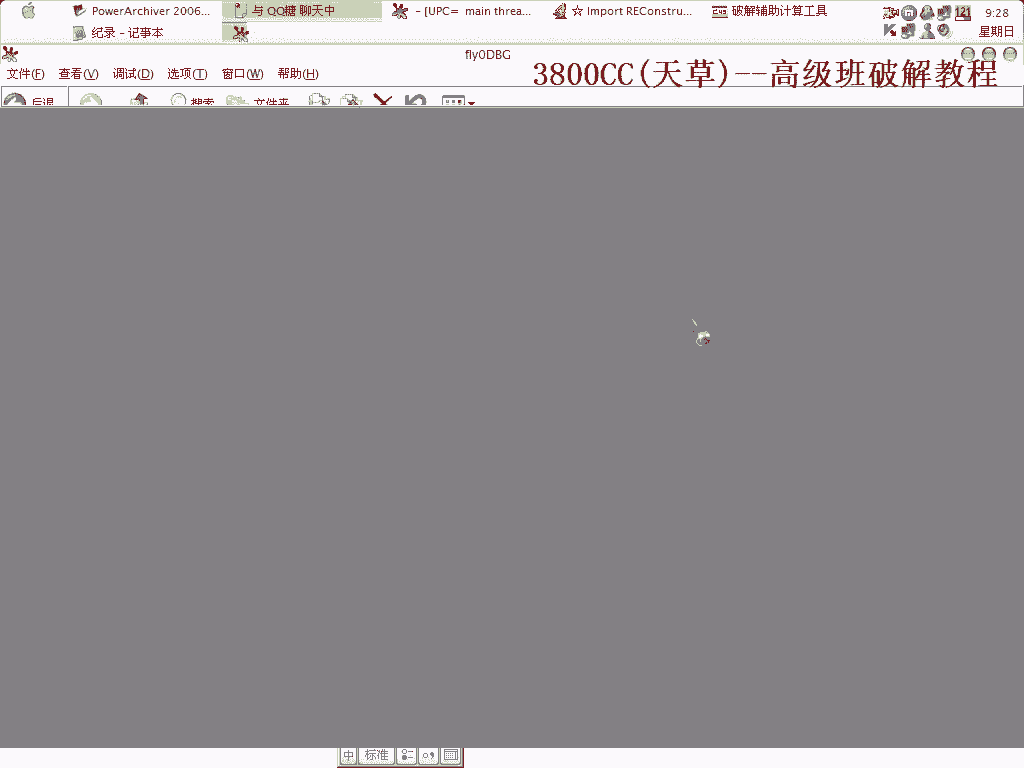 PowerArchiver 2006...
与 QQ糖 聊天中
- [UPC= main threa...
☆ Import REConstru...
破解辅助计算工具
121
9:28
纪录 - 记事本
星期日
fly0DBG
文件(F) 查看(V) 调试(D) 选项(T) 窗口(W) 帮助(H)
3800CC(天草)--高级班破解教程
后退 搜索 文件夹
中 标准